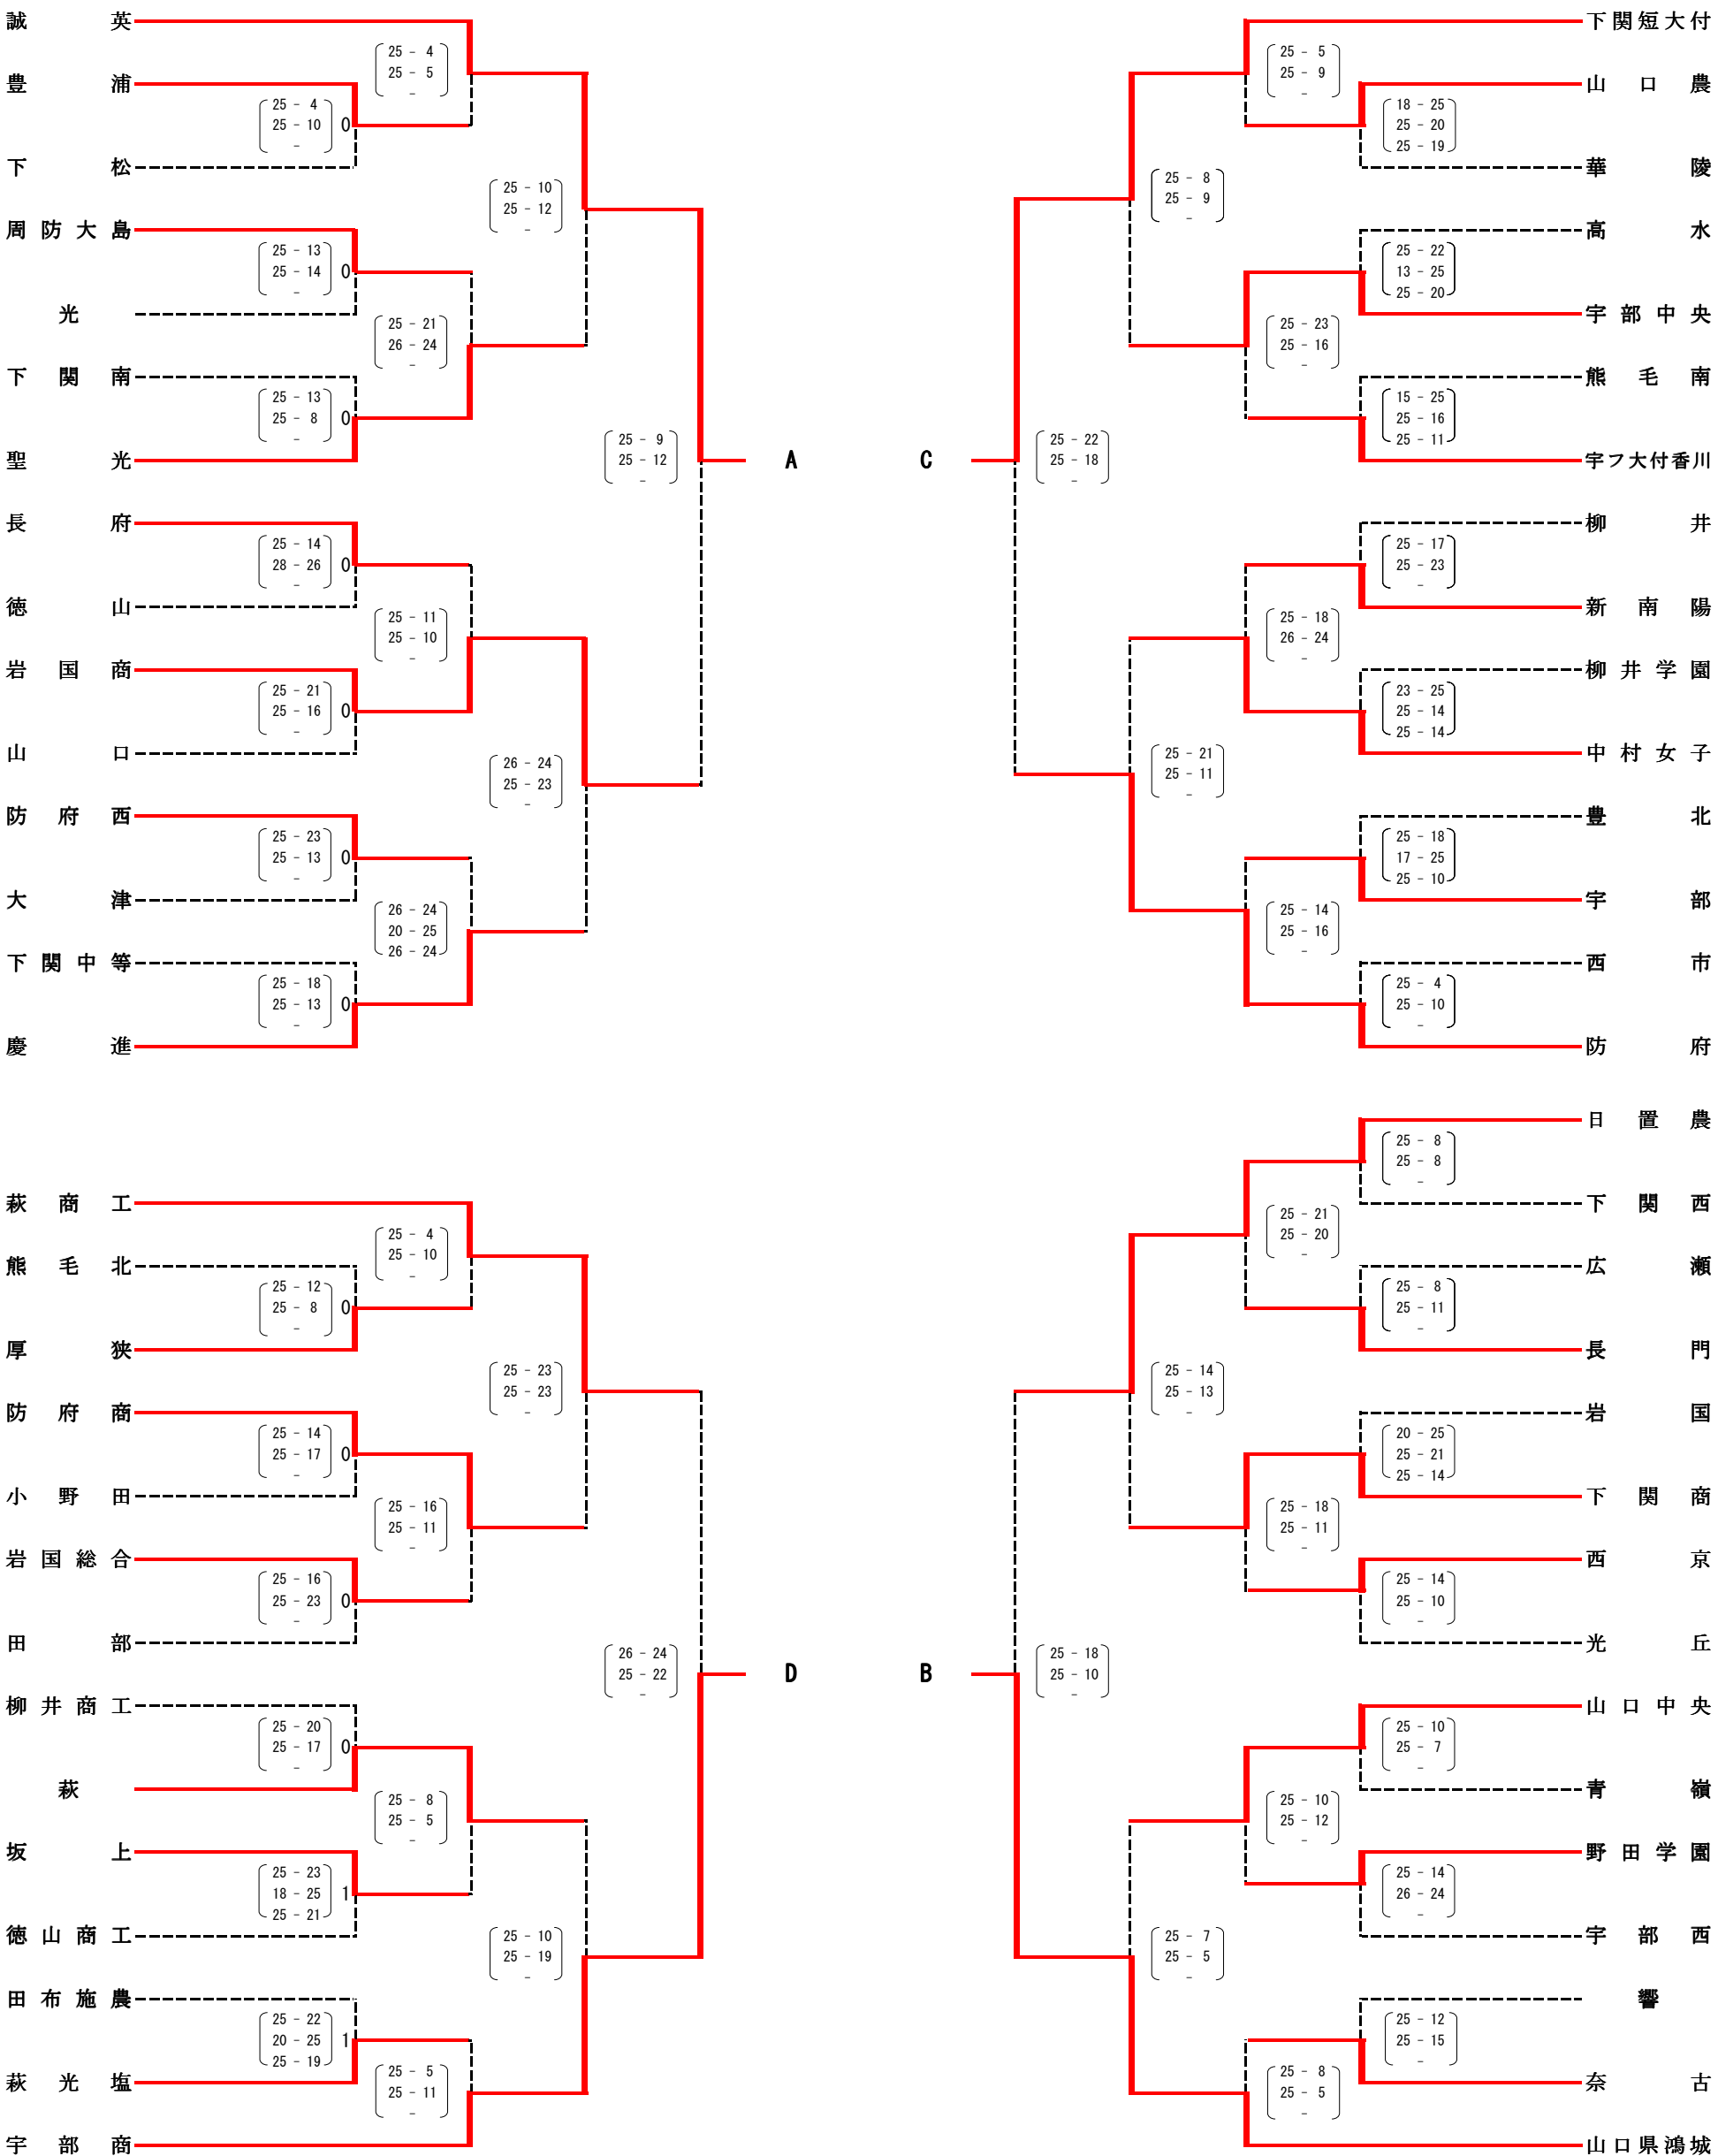 誠英
25 - 4
25 - 5
-
豊浦
25 - 4
25 - 10 0
-
下松
25 - 10
25 - 12
-
周防大島
25 - 13
25 - 14 0
-
光
25 - 21
26 - 24
-
下関南
25 - 13
25 - 8 0
-
聖光
25 - 9
25 - 12
-
A
長府
25 - 14
28 - 26 0
-
徳山
25 - 11
25 - 10
-
岩国商
25 - 21
25 - 16 0
-
山口
26 - 24
25 - 23
-
防府西
25 - 23
25 - 13 0
-
大津
26 - 24
20 - 25
26 - 24
下関中等
25 - 18
25 - 13 0
-
慶進
下関短大付
25 - 5
25 - 9
-
山口農
18 - 25
25 - 20
25 - 19
華陵
25 - 8
25 - 9
-
高水
25 - 22
13 - 25
25 - 20
宇部中央
25 - 23
25 - 16
-
熊毛南
15 - 25
25 - 16
25 - 11
宇フ大付香川
C
25 - 22
25 - 18
-
柳井
25 - 17
25 - 23
-
新南陽
25 - 18
26 - 24
-
柳井学園
23 - 25
25 - 14
25 - 14
中村女子
25 - 21
25 - 11
-
豊北
25 - 18
17 - 25
25 - 10
宇部
25 - 14
25 - 16
-
西市
25 - 4
25 - 10
-
防府
萩商工
25 - 4
25 - 10
-
熊毛北
25 - 12
25 - 8 0
-
厚狭
25 - 23
25 - 23
-
防府商
25 - 14
25 - 17 0
-
小野田
25 - 16
25 - 11
-
岩国総合
25 - 16
25 - 23 0
-
田部
26 - 24
25 - 22
-
D
柳井商工
25 - 20
25 - 17 0
-
萩
25 - 8
25 - 5
-
坂上
25 - 23
18 - 25 1
25 - 21
徳山商工
25 - 10
25 - 19
-
田布施農
25 - 22
20 - 25 1
25 - 19
萩光塩
25 - 5
25 - 11
-
宇部商
日置農
25 - 8
25 - 8
-
下関西
25 - 21
25 - 20
-
広瀬
25 - 8
25 - 11
-
長門
25 - 14
25 - 13
-
岩国
20 - 25
25 - 21
25 - 14
下関商
25 - 18
25 - 11
-
西京
25 - 14
25 - 10
-
光丘
B
25 - 18
25 - 10
-
山口中央
25 - 10
25 - 7
-
青嶺
25 - 10
25 - 12
-
野田学園
25 - 14
26 - 24
-
宇部西
25 - 7
25 - 5
-
響
25 - 12
25 - 15
-
奈古
25 - 8
25 - 5
-
山口県鴻城